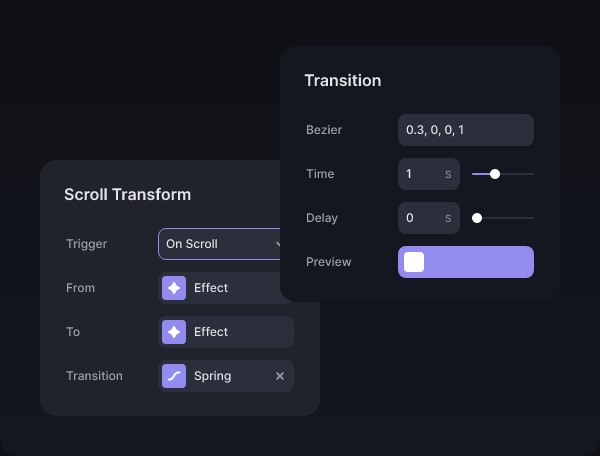 Transition
Bezier
0.3, 0, 0, 1
Time
1
S
Delay
0
S
Preview
Scroll Transform
Trigger
On Scroll
From
Effect
To
Effect
Transition
Spring